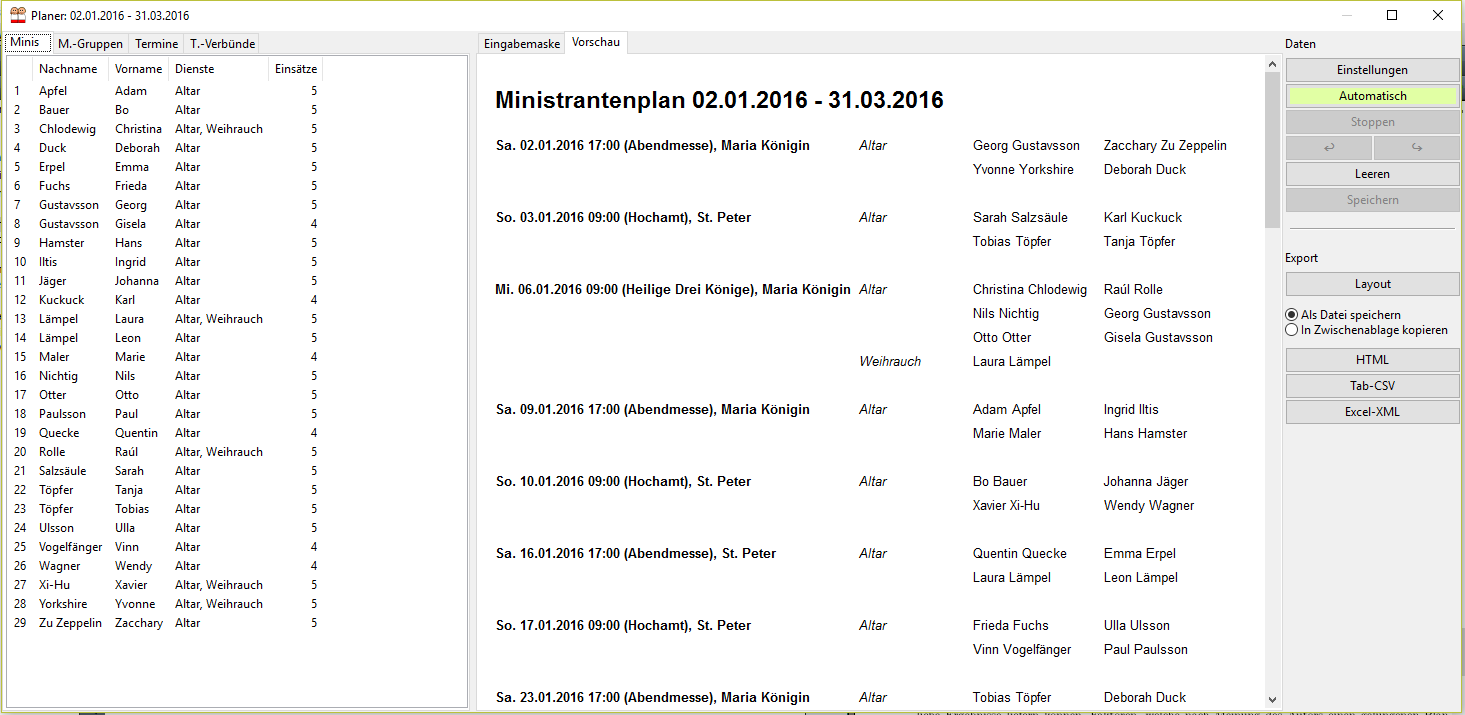 Planer: 02.01.2016 - 31.03.2016
Minis M.-Gruppen Termine T.-Verbünde
Nachname Vorname Dienste Einsätze
1 Apfel Adam Altar 5
2 Bauer Bo Altar 5
3 Chlodewig Christina Altar, Weihrauch 5
4 Duck Deborah Altar 5
5 Erpel Emma Altar 5
6 Fuchs Frieda Altar 5
7 Gustavsson Georg Altar 5
8 Gustavsson Gisela Altar 4
9 Hamster Hans Altar 5
10 Iltis Ingrid Altar 5
11 Jäger Johanna Altar 5
12 Kuckuck Karl Altar 4
13 Lämpel Laura Altar, Weihrauch 5
14 Lämpel Leon Altar 5
15 Maler Marie Altar 4
16 Nichtig Nils Altar 5
17 Otter Otto Altar 5
18 Paulsson Paul Altar 5
19 Quecke Quentin Altar 4
20 Rolle Raúl Altar, Weihrauch 5
21 Salzsäule Sarah Altar 5
22 Töpfer Tanja Altar 5
23 Töpfer Tobias Altar 5
24 Ulsson Ulla Altar 5
25 Vogelfänger Vinn Altar 4
26 Wagner Wendy Altar 4
27 Xi-Hu Xavier Altar, Weihrauch 5
28 Yorkshire Yvonne Altar, Weihrauch 5
29 Zu Zeppelin Zacchary Altar 5
Eingabemaske Vorschau
Ministrantenplan 02.01.2016 - 31.03.2016
Sa. 02.01.2016 17:00 (Abendmesse), Maria Königin Altar Georg Gustavsson Zacchary Zu Zeppelin
Yvonne Yorkshire Deborah Duck
So. 03.01.2016 09:00 (Hochamt), St. Peter Altar Sarah Salzsäule Karl Kuckuck
Tobias Töpfer Tanja Töpfer
Mi. 06.01.2016 09:00 (Heilige Drei Könige), Maria Königin Altar Christina Chlodewig Raúl Rolle
Nils Nichtig Georg Gustavsson
Otto Otter Gisela Gustavsson
Weihrauch Laura Lämpel
Sa. 09.01.2016 17:00 (Abendmesse), Maria Königin Altar Adam Apfel Ingrid Iltis
Marie Maler Hans Hamster
So. 10.01.2016 09:00 (Hochamt), St. Peter Altar Bo Bauer Johanna Jäger
Xavier Xi-Hu Wendy Wagner
Sa. 16.01.2016 17:00 (Abendmesse), St. Peter Altar Quentin Quecke Emma Erpel
Laura Lämpel Leon Lämpel
So. 17.01.2016 09:00 (Hochamt), St. Peter Altar Frieda Fuchs Ulla Ulsson
Vinn Vogelfänger Paul Paulsson
Sa. 23.01.2016 17:00 (Abendmesse), Maria Königin Altar Tobias Töpfer Deborah Duck
Daten
Einstellungen
Automatisch
Stoppen
Leeren
Speichern
Export
Layout
Als Datei speichern
In Zwischenablage kopieren
HTML
Tab-CSV
Excel-XML